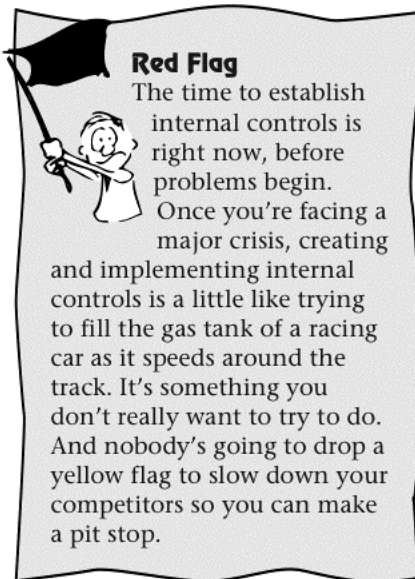 Red Flag
The time to establish
internal controls is
right now, before
problems begin.
Once you’re facing a
major crisis, creating
and implementing internal
controls is a little like trying
to fill the gas tank of a racing
car as it speeds around the
track. It’s something you
don’t really want to try to do.
And nobody’s going to drop a
yellow flag to slow down your
competitors so you can make
a pit stop.